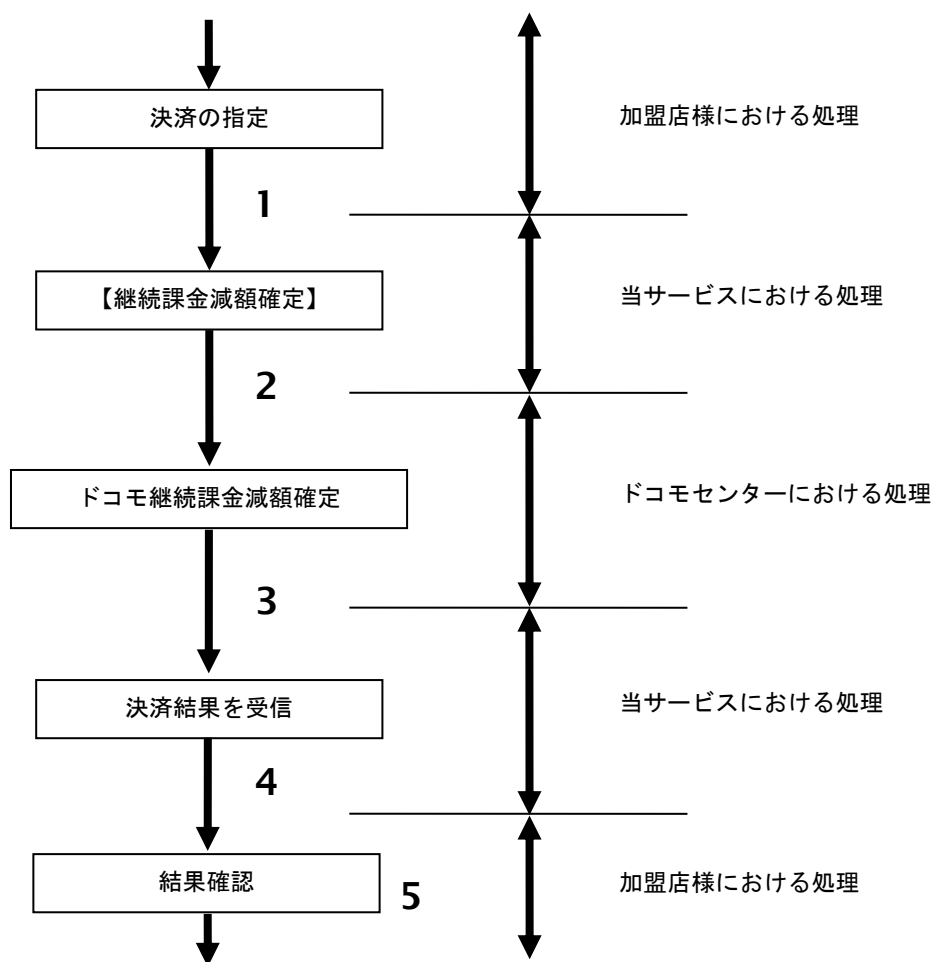 決済の指定
加盟店様における処理
1
【継続課金減額確定】
当サービスにおける処理
2
ドコモ継続課金減額確定
ドコモセンターにおける処理
3
決済結果を受信
当サービスにおける処理
4
結果確認
5
加盟店様における処理